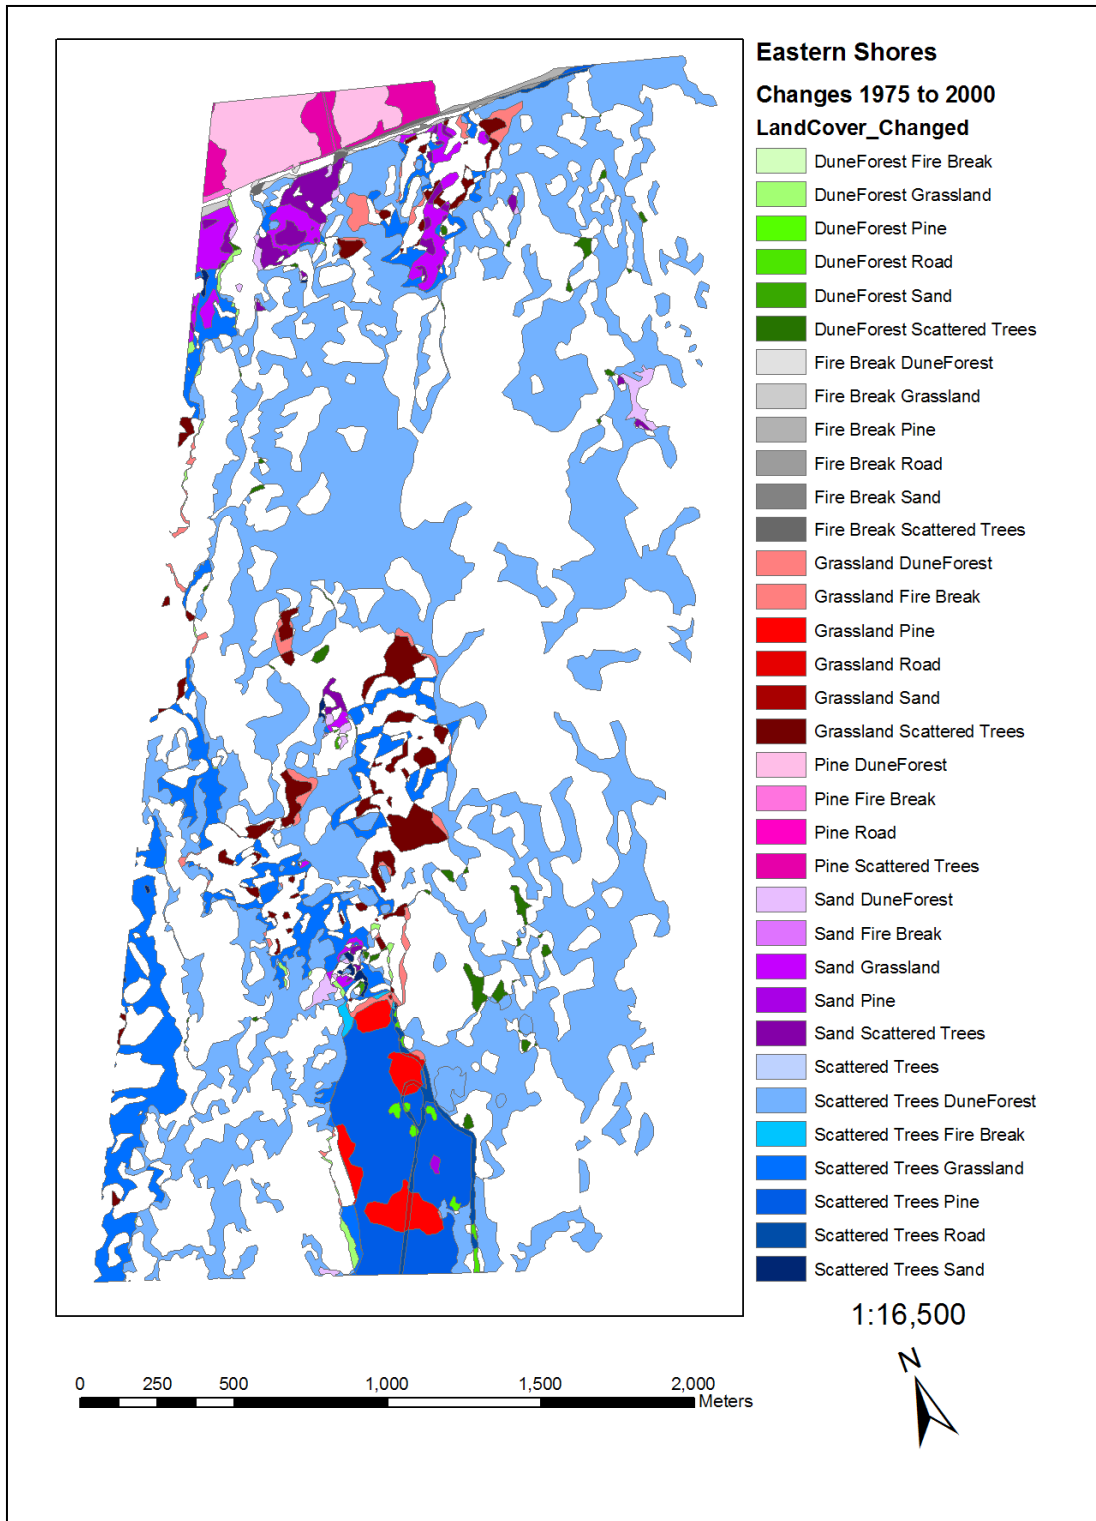 Eastern Shores
Changes 1975 to 2000
LandCover_Changed
DuneForest Fire Break
DuneForest Grassland
DuneForest Pine
DuneForest Road
DuneForest Sand
DuneForest Scattered Trees
Fire Break DuneForest
Fire Break Grassland
Fire Break Pine
Fire Break Road
Fire Break Sand
Fire Break Scattered Trees
Grassland DuneForest
Grassland Fire Break
Grassland Pine
Grassland Road
Grassland Sand
Grassland Scattered Trees
Pine DuneForest
Pine Fire Break
Pine Road
Pine Scattered Trees
Sand DuneForest
Sand Fire Break
Sand Grassland
Sand Pine
Sand Scattered Trees
Scattered Trees
Scattered Trees DuneForest
Scattered Trees Fire Break
Scattered Trees Grassland
Scattered Trees Pine
Scattered Trees Road
Scattered Trees Sand
1:16,500
N
0 250 500 1,000 1,500 2,000
Meters